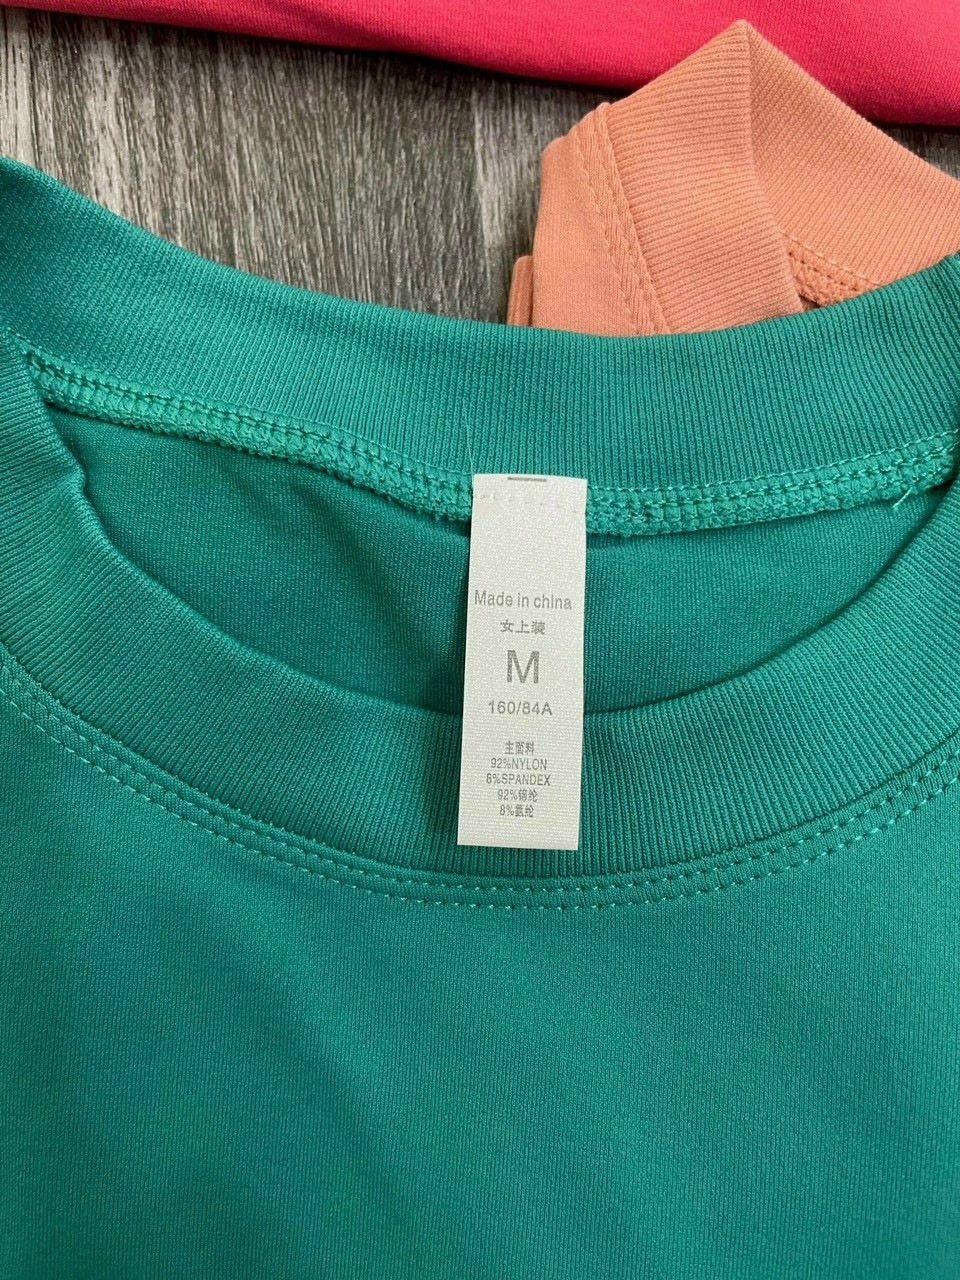 Made in china
女上装
M
160/84A
主面料
92%NYLON
8%SPANDEX
92%锦纶
8%氨纶